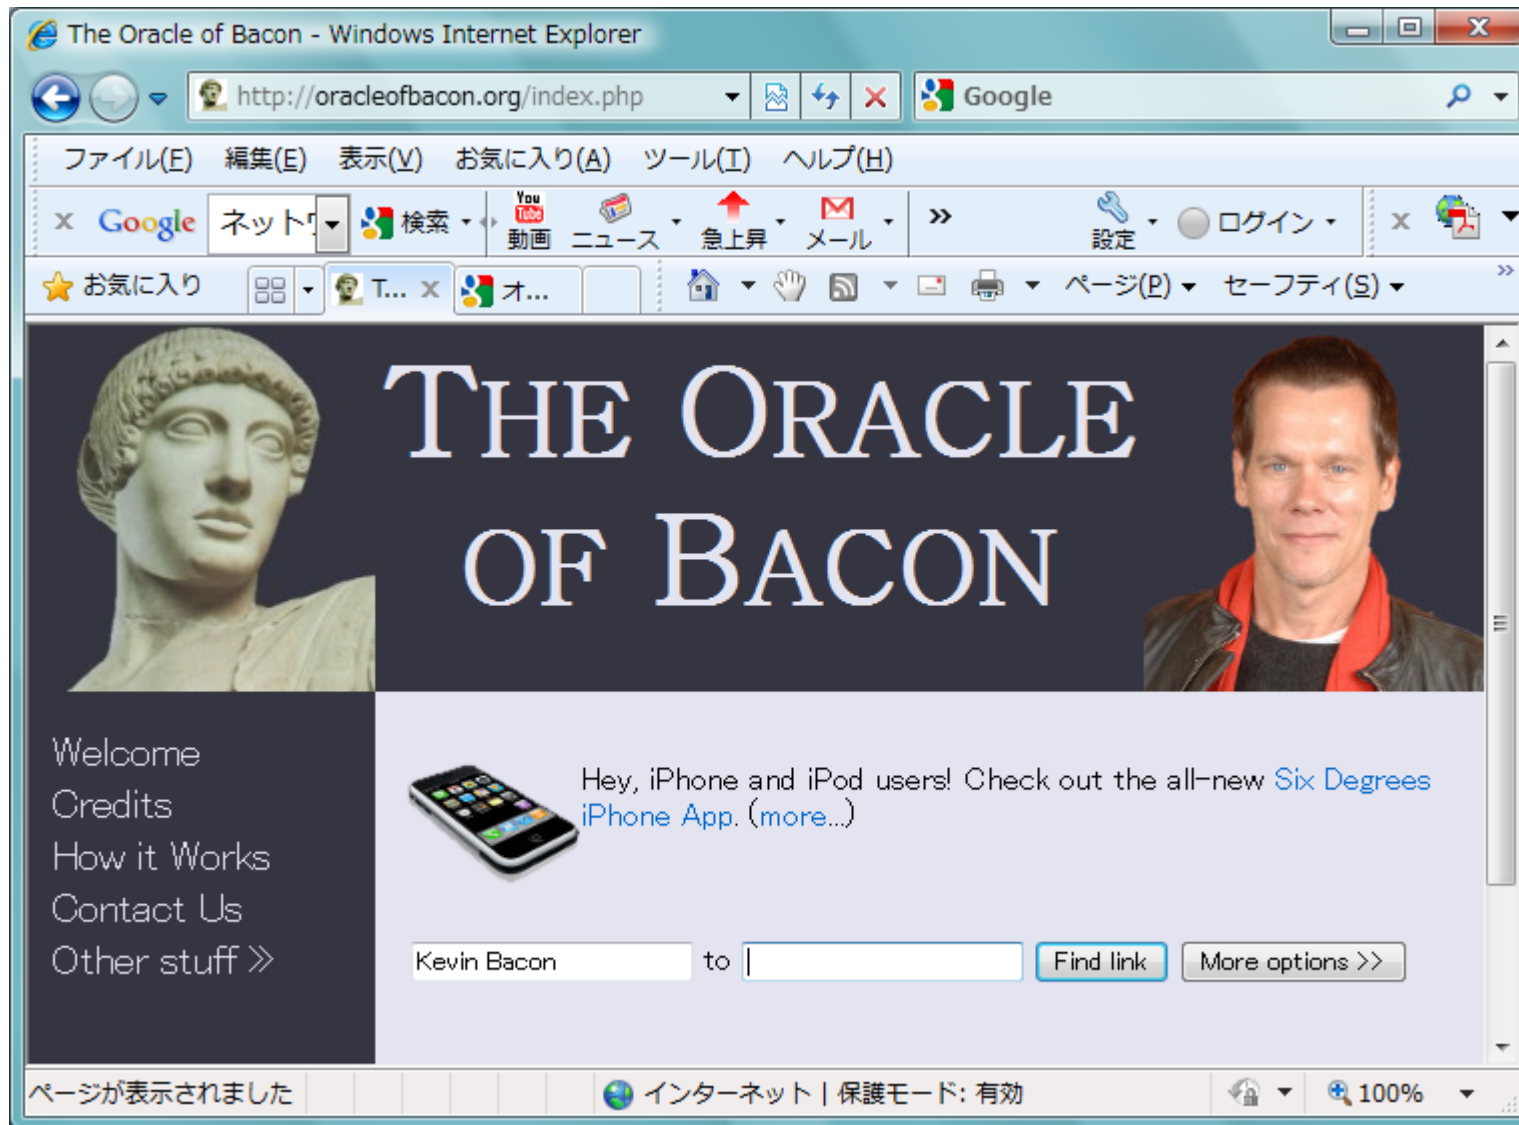 The Oracle of Bacon - Windows Internet Explorer
http://oracleofbacon.org/index.php
Google
ファイル(F) 編集(E) 表示(V) お気に入り(A) ツール(T) ヘルプ(H)
x Google ネットワ 検索 You Tube 動画 ニュース 急上昇 メール » 設定 ログイン x
お気に入り T... x オ... ページ(P) セーフティ(S) »
THE ORACLE
OF BACON
Welcome
Credits
How it Works
Contact Us
Other stuff >>
Hey, iPhone and iPod users! Check out the all-new Six Degrees
iPhone App. (more...)
Kevin Bacon to Find link More options >>
ページが表示されました インターネット | 保護モード: 有効 100%